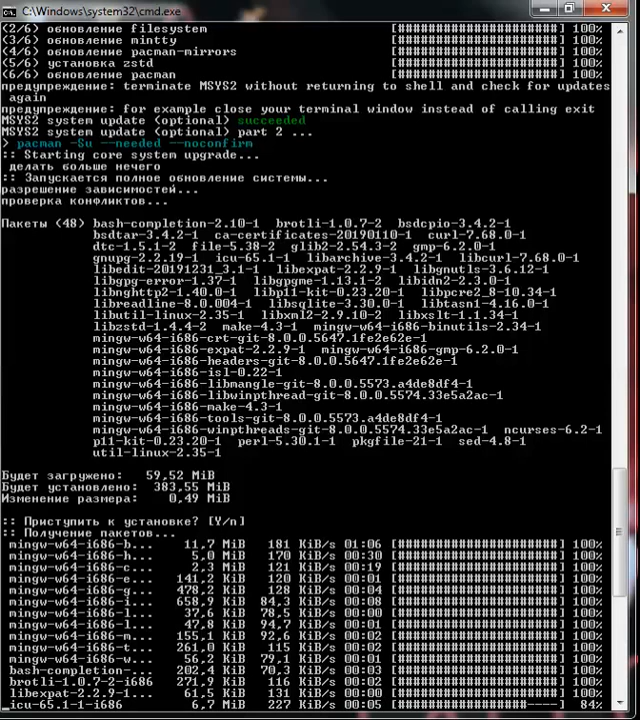 C:\Windows\system32\cmd.exe
(2/6) обновление filesystem [######################] 100%
(3/6) обновление mintty [######################] 100%
(4/6) обновление pacman-mirrors [######################] 100%
(5/6) установка zstd [######################] 100%
(6/6) обновление pacman [######################] 100%
предупреждение: terminate MSYS2 without returning to shell and check for updates
again
предупреждение: for example close your terminal window instead of calling exit
MSYS2 system update (optional) succeeded
MSYS2 system update (optional) part 2 ...
> pacman -Su --needed --noconfirm
:: Starting core system upgrade...
делать больше нечего
:: Запускается полное обновление системы...
разрешение зависимостей...
проверка конфликтов...
Пакеты (48) bash-completion-2.10-1 brotli-1.0.7-2 bsdcpio-3.4.2-1
bsdtar-3.4.2-1 ca-certificates-20190110-1 curl-7.68.0-1
dtc-1.5.1-2 file-5.38-2 glib2-2.54.3-2 gmp-6.2.0-1
gnupg-2.2.19-1 icu-65.1-1 libarchive-3.4.2-1 libcurl-7.68.0-1
libedit-20191231_3.1-1 libexpat-2.2.9-1 libgnutls-3.6.12-1
libgpg-error-1.37-1 libgpgme-1.13.1-2 libidn2-2.3.0-1
libnghttp2-1.40.0-1 libp11-kit-0.23.20-1 libpcre2_8-10.34-1
libreadline-8.0.004-1 libsqlite-3.30.0-1 libtasn1-4.16.0-1
libutil-linux-2.35-1 libxml2-2.9.10-2 libxslt-1.1.34-1
libzstd-1.4.4-2 make-4.3-1 mingw-w64-i686-binutils-2.34-1
mingw-w64-i686-crt-git-8.0.0.5647.1fe2e62e-1
mingw-w64-i686-expat-2.2.9-1 mingw-w64-i686-gmp-6.2.0-1
mingw-w64-i686-headers-git-8.0.0.5647.1fe2e62e-1
mingw-w64-i686-isl-0.22-1
mingw-w64-i686-libmangle-git-8.0.0.5573.a4de8df4-1
mingw-w64-i686-libwinpthread-git-8.0.0.5574.33e5a2ac-1
mingw-w64-i686-make-4.3-1
mingw-w64-i686-tools-git-8.0.0.5573.a4de8df4-1
mingw-w64-i686-winpthreads-git-8.0.0.5574.33e5a2ac-1 ncurses-6.2-1
p11-kit-0.23.20-1 perl-5.30.1-1 pkgfile-21-1 sed-4.8-1
util-linux-2.35-1
Будет загружено: 59,52 MiB
Будет установлено: 383,55 MiB
Изменение размера: 0,49 MiB
:: Приступить к установке? [Y/n]
:: Получение пакетов...
mingw-w64-i686-b... 11,7 MiB 181 KiB/s 01:06 [######################] 100%
mingw-w64-i686-h... 5,0 MiB 170 KiB/s 00:30 [######################] 100%
mingw-w64-i686-c... 2,3 MiB 121 KiB/s 00:19 [######################] 100%
mingw-w64-i686-e... 141,2 KiB 120 KiB/s 00:01 [######################] 100%
mingw-w64-i686-g... 478,2 KiB 128 KiB/s 00:04 [######################] 100%
mingw-w64-i686-i... 658,9 KiB 84,3 KiB/s 00:08 [######################] 100%
mingw-w64-i686-l... 37,6 KiB 78,5 KiB/s 00:00 [######################] 100%
mingw-w64-i686-l... 47,8 KiB 94,7 KiB/s 00:01 [######################] 100%
mingw-w64-i686-m... 155,1 KiB 92,6 KiB/s 00:02 [######################] 100%
mingw-w64-i686-t... 261,0 KiB 115 KiB/s 00:02 [######################] 100%
mingw-w64-i686-w... 56,2 KiB 79,1 KiB/s 00:01 [######################] 100%
bash-completion-... 202,4 KiB 70,3 KiB/s 00:03 [######################] 100%
brotli-1.0.7-2-i686 271,9 KiB 116 KiB/s 00:02 [######################] 100%
libexpat-2.2.9-1... 61,5 KiB 131 KiB/s 00:00 [######################] 100%
icu-65.1-1-i686 6,7 MiB 227 KiB/s 00:05 [##################----] 84%